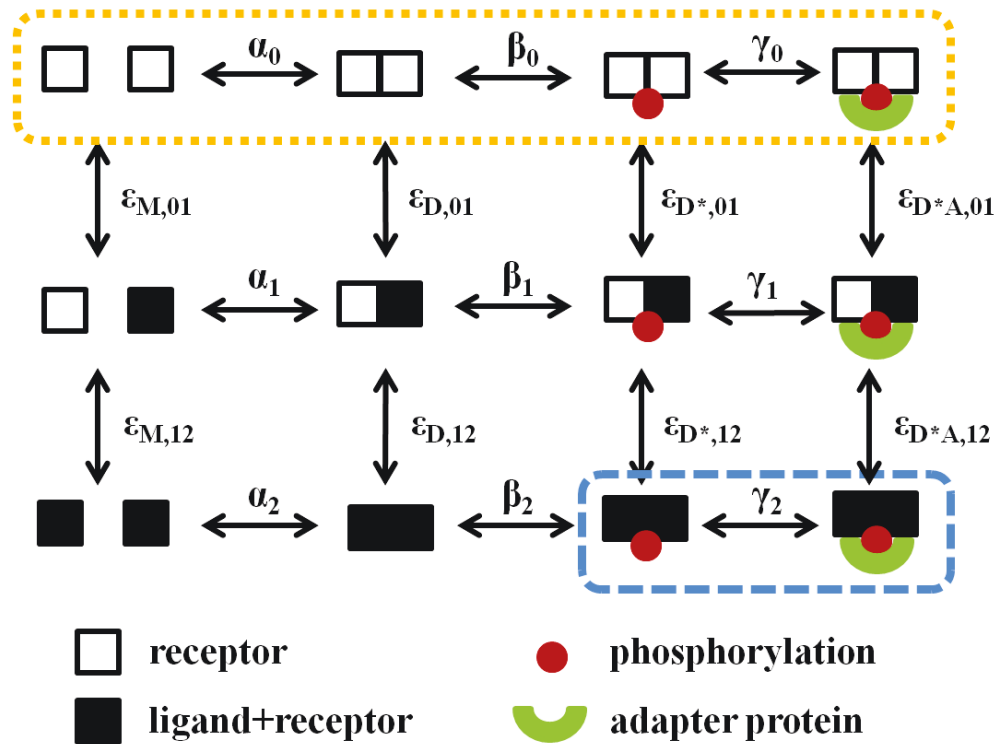 α0 β0 γ0
εM,01 εD,01 εD*,01 εD*A,01
α1 β1 γ1
εM,12 εD,12 εD*,12 εD*A,12
α2 β2 γ2
receptor phosphorylation
ligand+receptor adapter protein